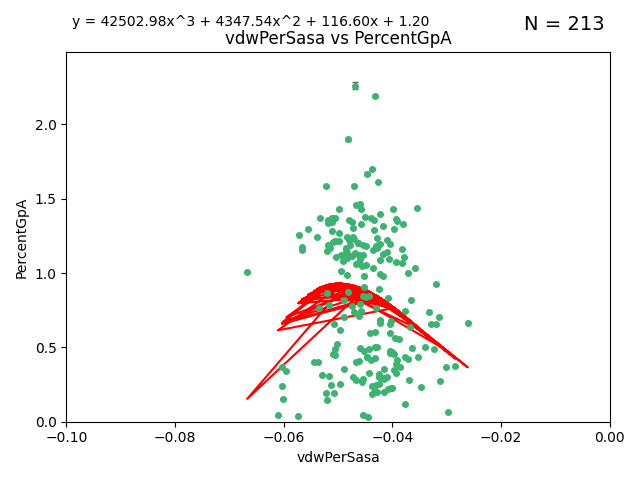 y = 42502.98x^3 + 4347.54x^2 + 116.60x + 1.20
N = 213
vdwPerSasa vs PercentGpA
PercentGpA
2.0
1.5
1.0
0.5
0.0
−0.10 −0.08 −0.06 −0.04 −0.02 0.00
vdwPerSasa